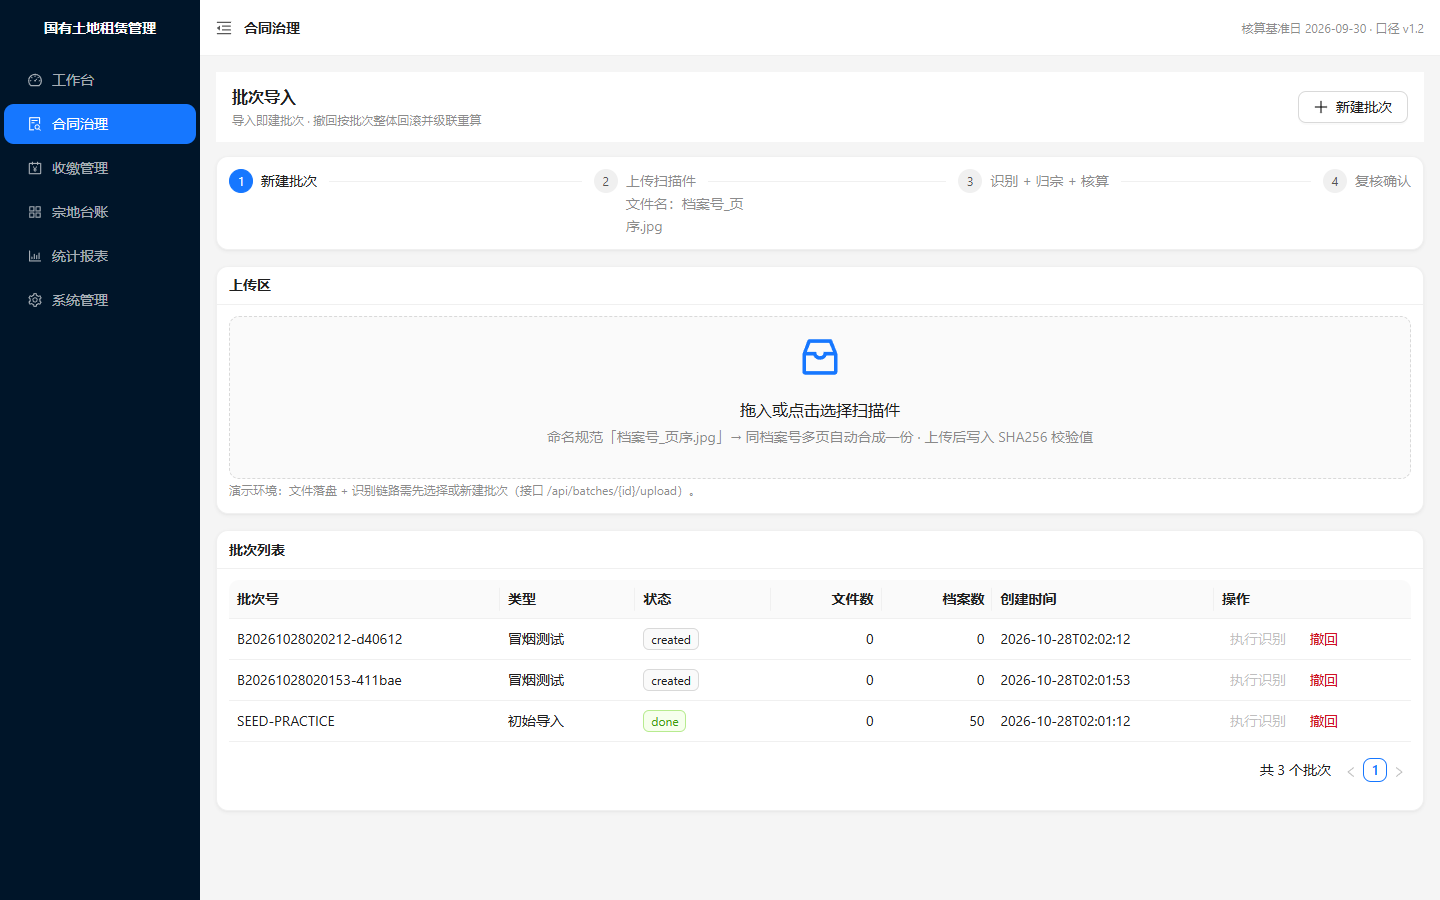 国有土地租赁管理
工作台
合同治理
收缴管理
宗地台账
统计报表
系统管理
合同治理
核算基准日 2026-09-30 · 口径 v1.2
批次导入
导入即建批次 · 撤回按批次整体回滚并级联重算
新建批次
1 新建批次
2 上传扫描件
文件名：档案号_页
序.jpg
3 识别 + 归宗 + 核算
4 复核确认
上传区
拖入或点击选择扫描件
命名规范「档案号_页序.jpg」→ 同档案号多页自动合成一份 · 上传后写入 SHA256 校验值
演示环境：文件落盘 + 识别链路需先选择或新建批次（接口 /api/batches/{id}/upload）。
批次列表
批次号 类型 状态 文件数 档案数 创建时间 操作
B20261028020212-d40612 冒烟测试 created 0 0 2026-10-28T02:02:12 执行识别 撤回
B20261028020153-411bae 冒烟测试 created 0 0 2026-10-28T02:01:53 执行识别 撤回
SEED-PRACTICE 初始导入 done 0 50 2026-10-28T02:01:12 执行识别 撤回
共 3 个批次 1